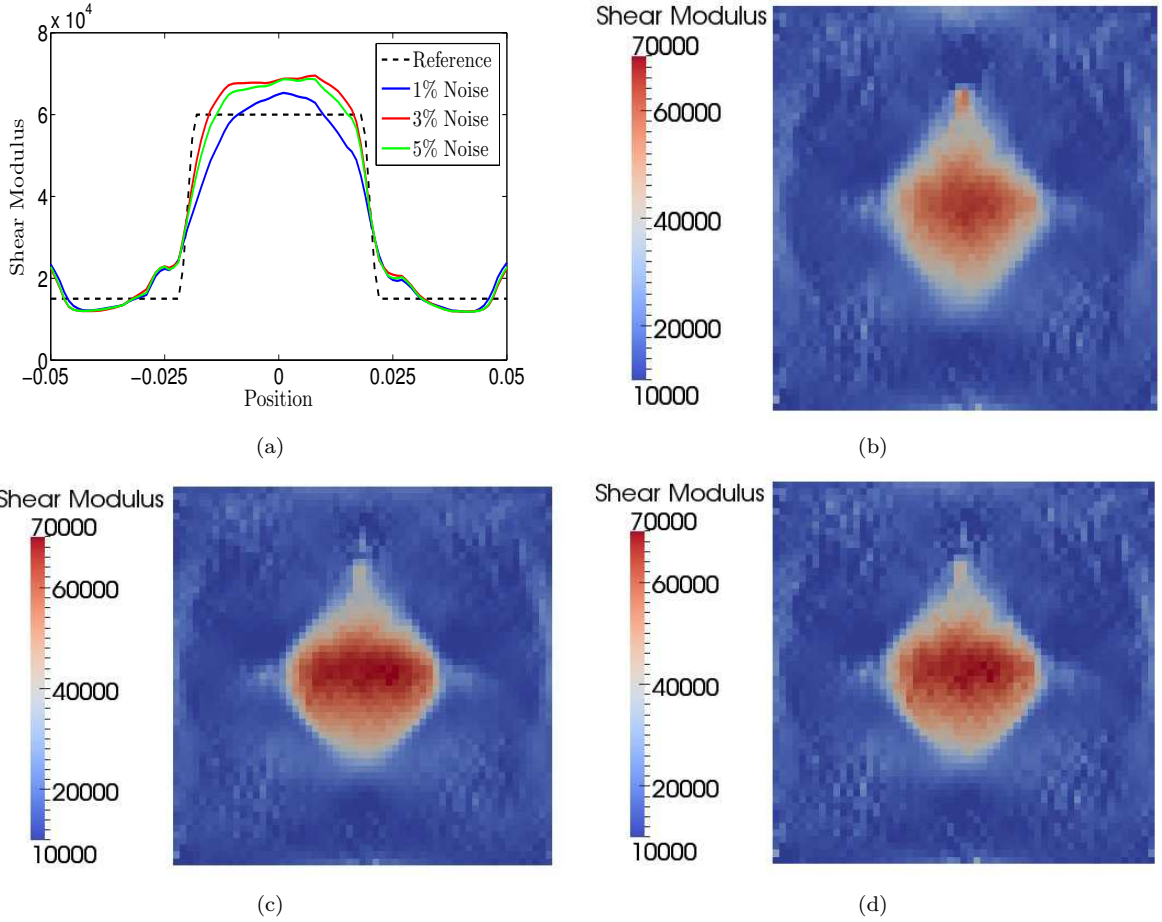 8 x 10^4
6
4
2
0
-0.05
-0.025
0
0.025
0.05
Position
Shear Modulus
Reference
1% Noise
3% Noise
5% Noise
(a)
Shear Modulus
70000
60000
40000
20000
10000
(b)
Shear Modulus
70000
60000
40000
20000
10000
(c)
Shear Modulus
70000
60000
40000
20000
10000
(d)